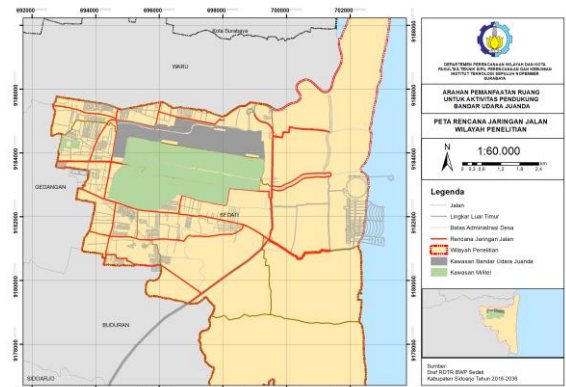 692000 694000 696000 698000 700000 702000
Kota Surabaya
WARU
GEDANGAN
SEDATI
BUDURAN
SIDOARJO
DEPARTEMEN PERENCANAAN WILAYAH DAN KOTA
FAKULTAS TEKNIK SIPIL PERENCANAAN DAN KEBUMIAN
INSTITUT TEKNOLOGI SEPULUH NOPEMBER
SURABAYA
ARAHAN PEMANFAATAN RUANG
UNTUK AKTIVITAS PENDUKUNG
BANDAR UDARA JUANDA
PETA RENCANA JARINGAN JALAN
WILAYAH PENELITIAN
N
1:60.000
Legenda
Jalan
Lingkar Luar Timur
Batas Administrasi Desa
Rencana Jaringan Jalan
Wilayah Penelitian
Kawasan Bandar Udara Juanda
Kawasan Militer
Sumber:
Draf RDTR BWP Sedati
Kabupaten Sidoarjo Tahun 2016-2036